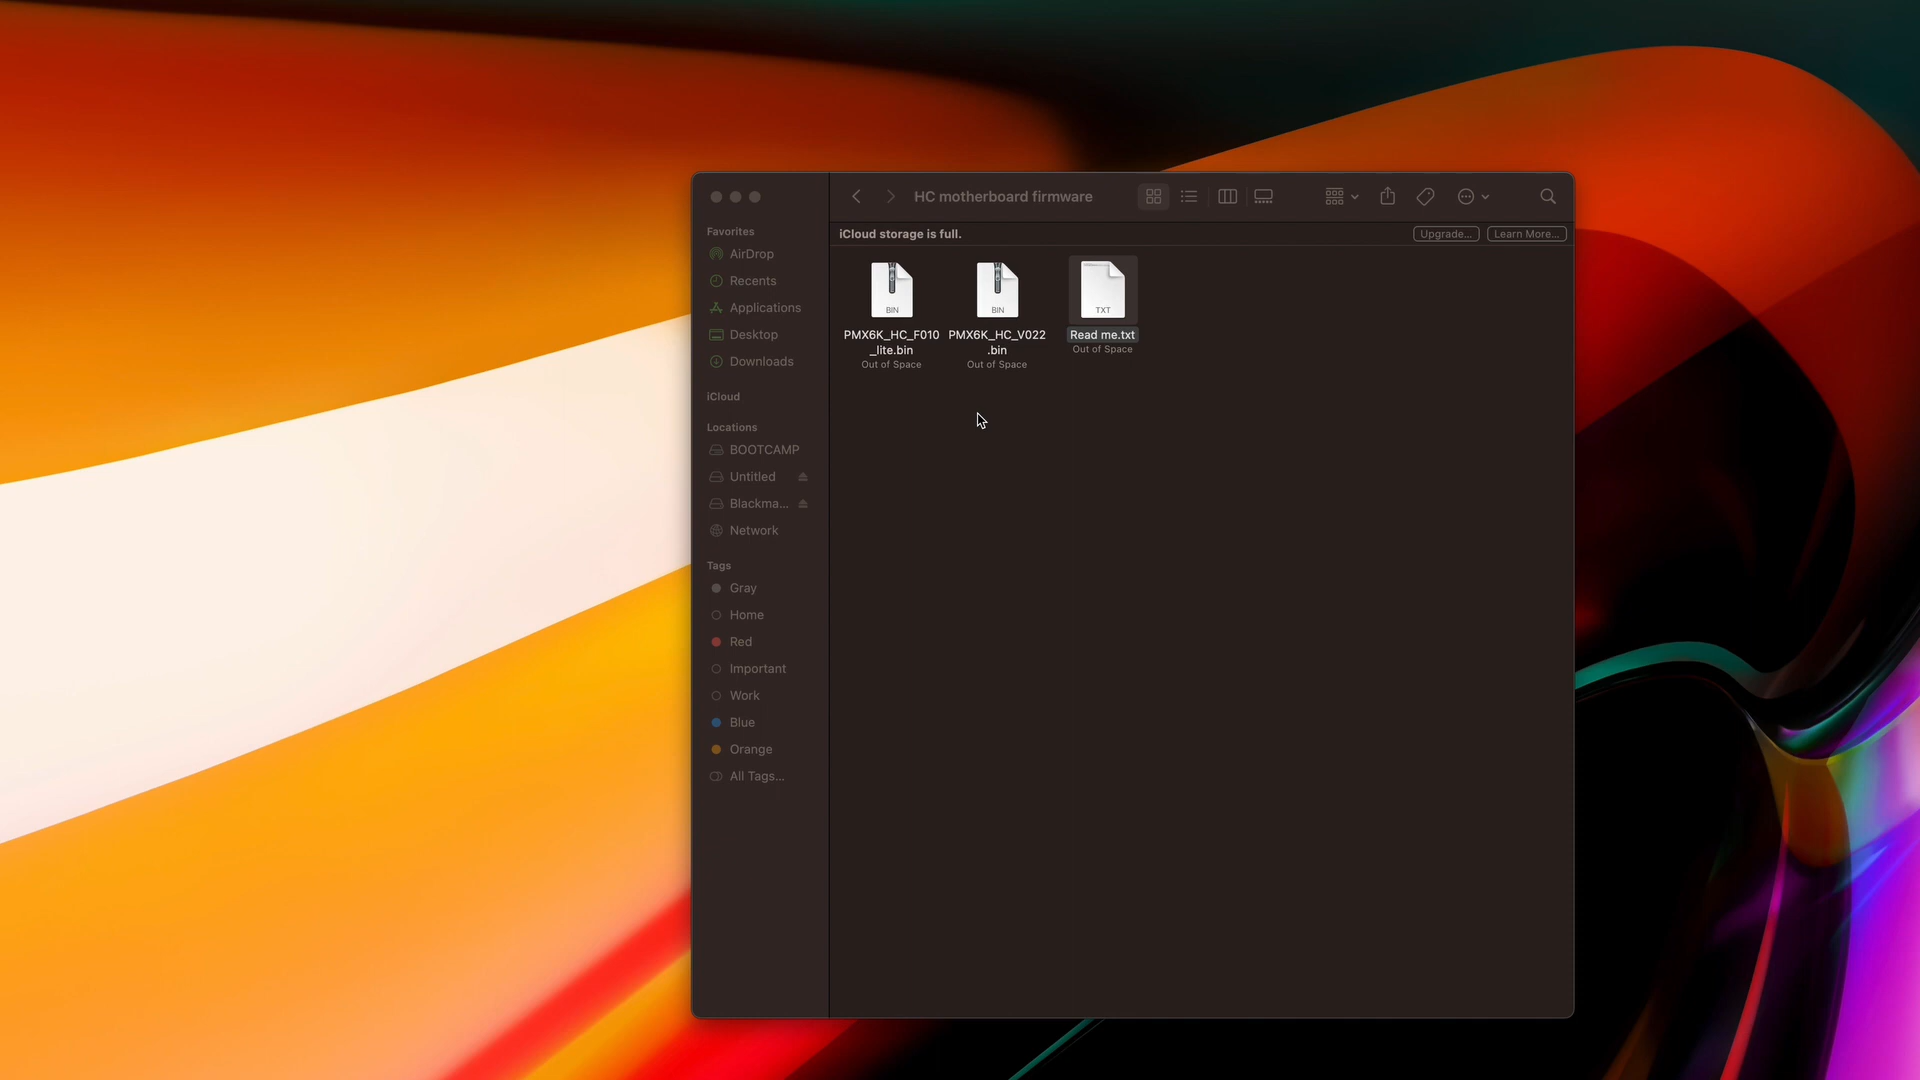 HC motherboard firmware
iCloud storage is full.
Upgrade...
Learn More...
Favorites
AirDrop
Recents
Applications
Desktop
Downloads
iCloud
Locations
BOOTCAMP
Untitled
Blackma...
Network
Tags
Gray
Home
Red
Important
Work
Blue
Orange
All Tags...
BIN
PMX6K_HC_F010
_lite.bin
Out of Space
BIN
PMX6K_HC_V022
.bin
Out of Space
TXT
Read me.txt
Out of Space